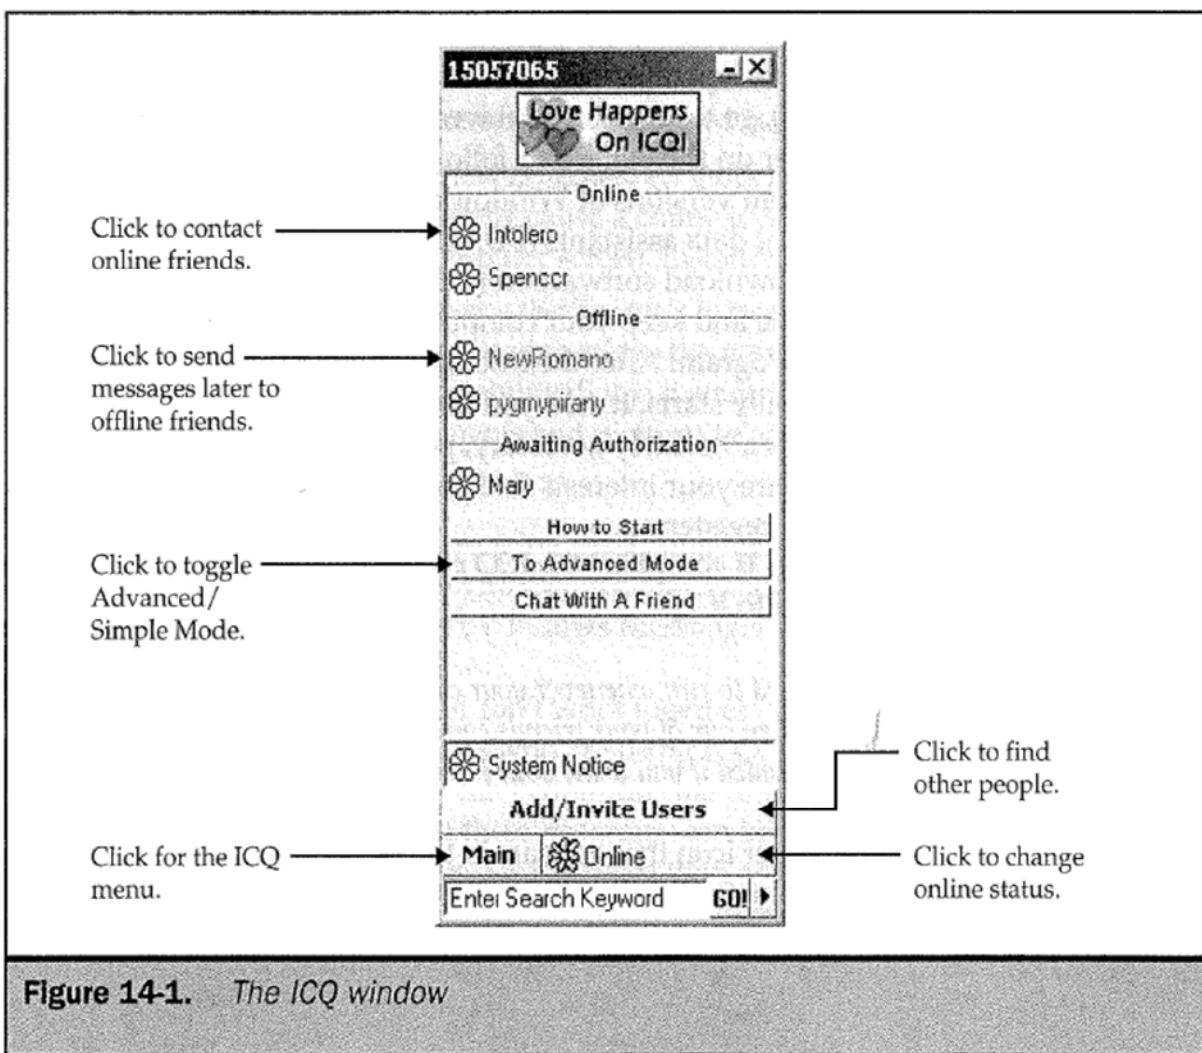 15057065
Love Happens
On ICQ!
Online
Click to contact
online friends.
Intolero
Spenccr
Offline
Click to send
messages later to
offline friends.
NewRomano
pygmypirany
Awaiting Authorization
Mary
How to Start
Click to toggle
Advanced/
Simple Mode.
To Advanced Mode
Chat With A Friend
System Notice
Click to find
other people.
Add/Invite Users
Click for the ICQ
menu.
Main
Online
Click to change
online status.
Enter Search Keyword
GO!
Figure 14-1. The ICQ window